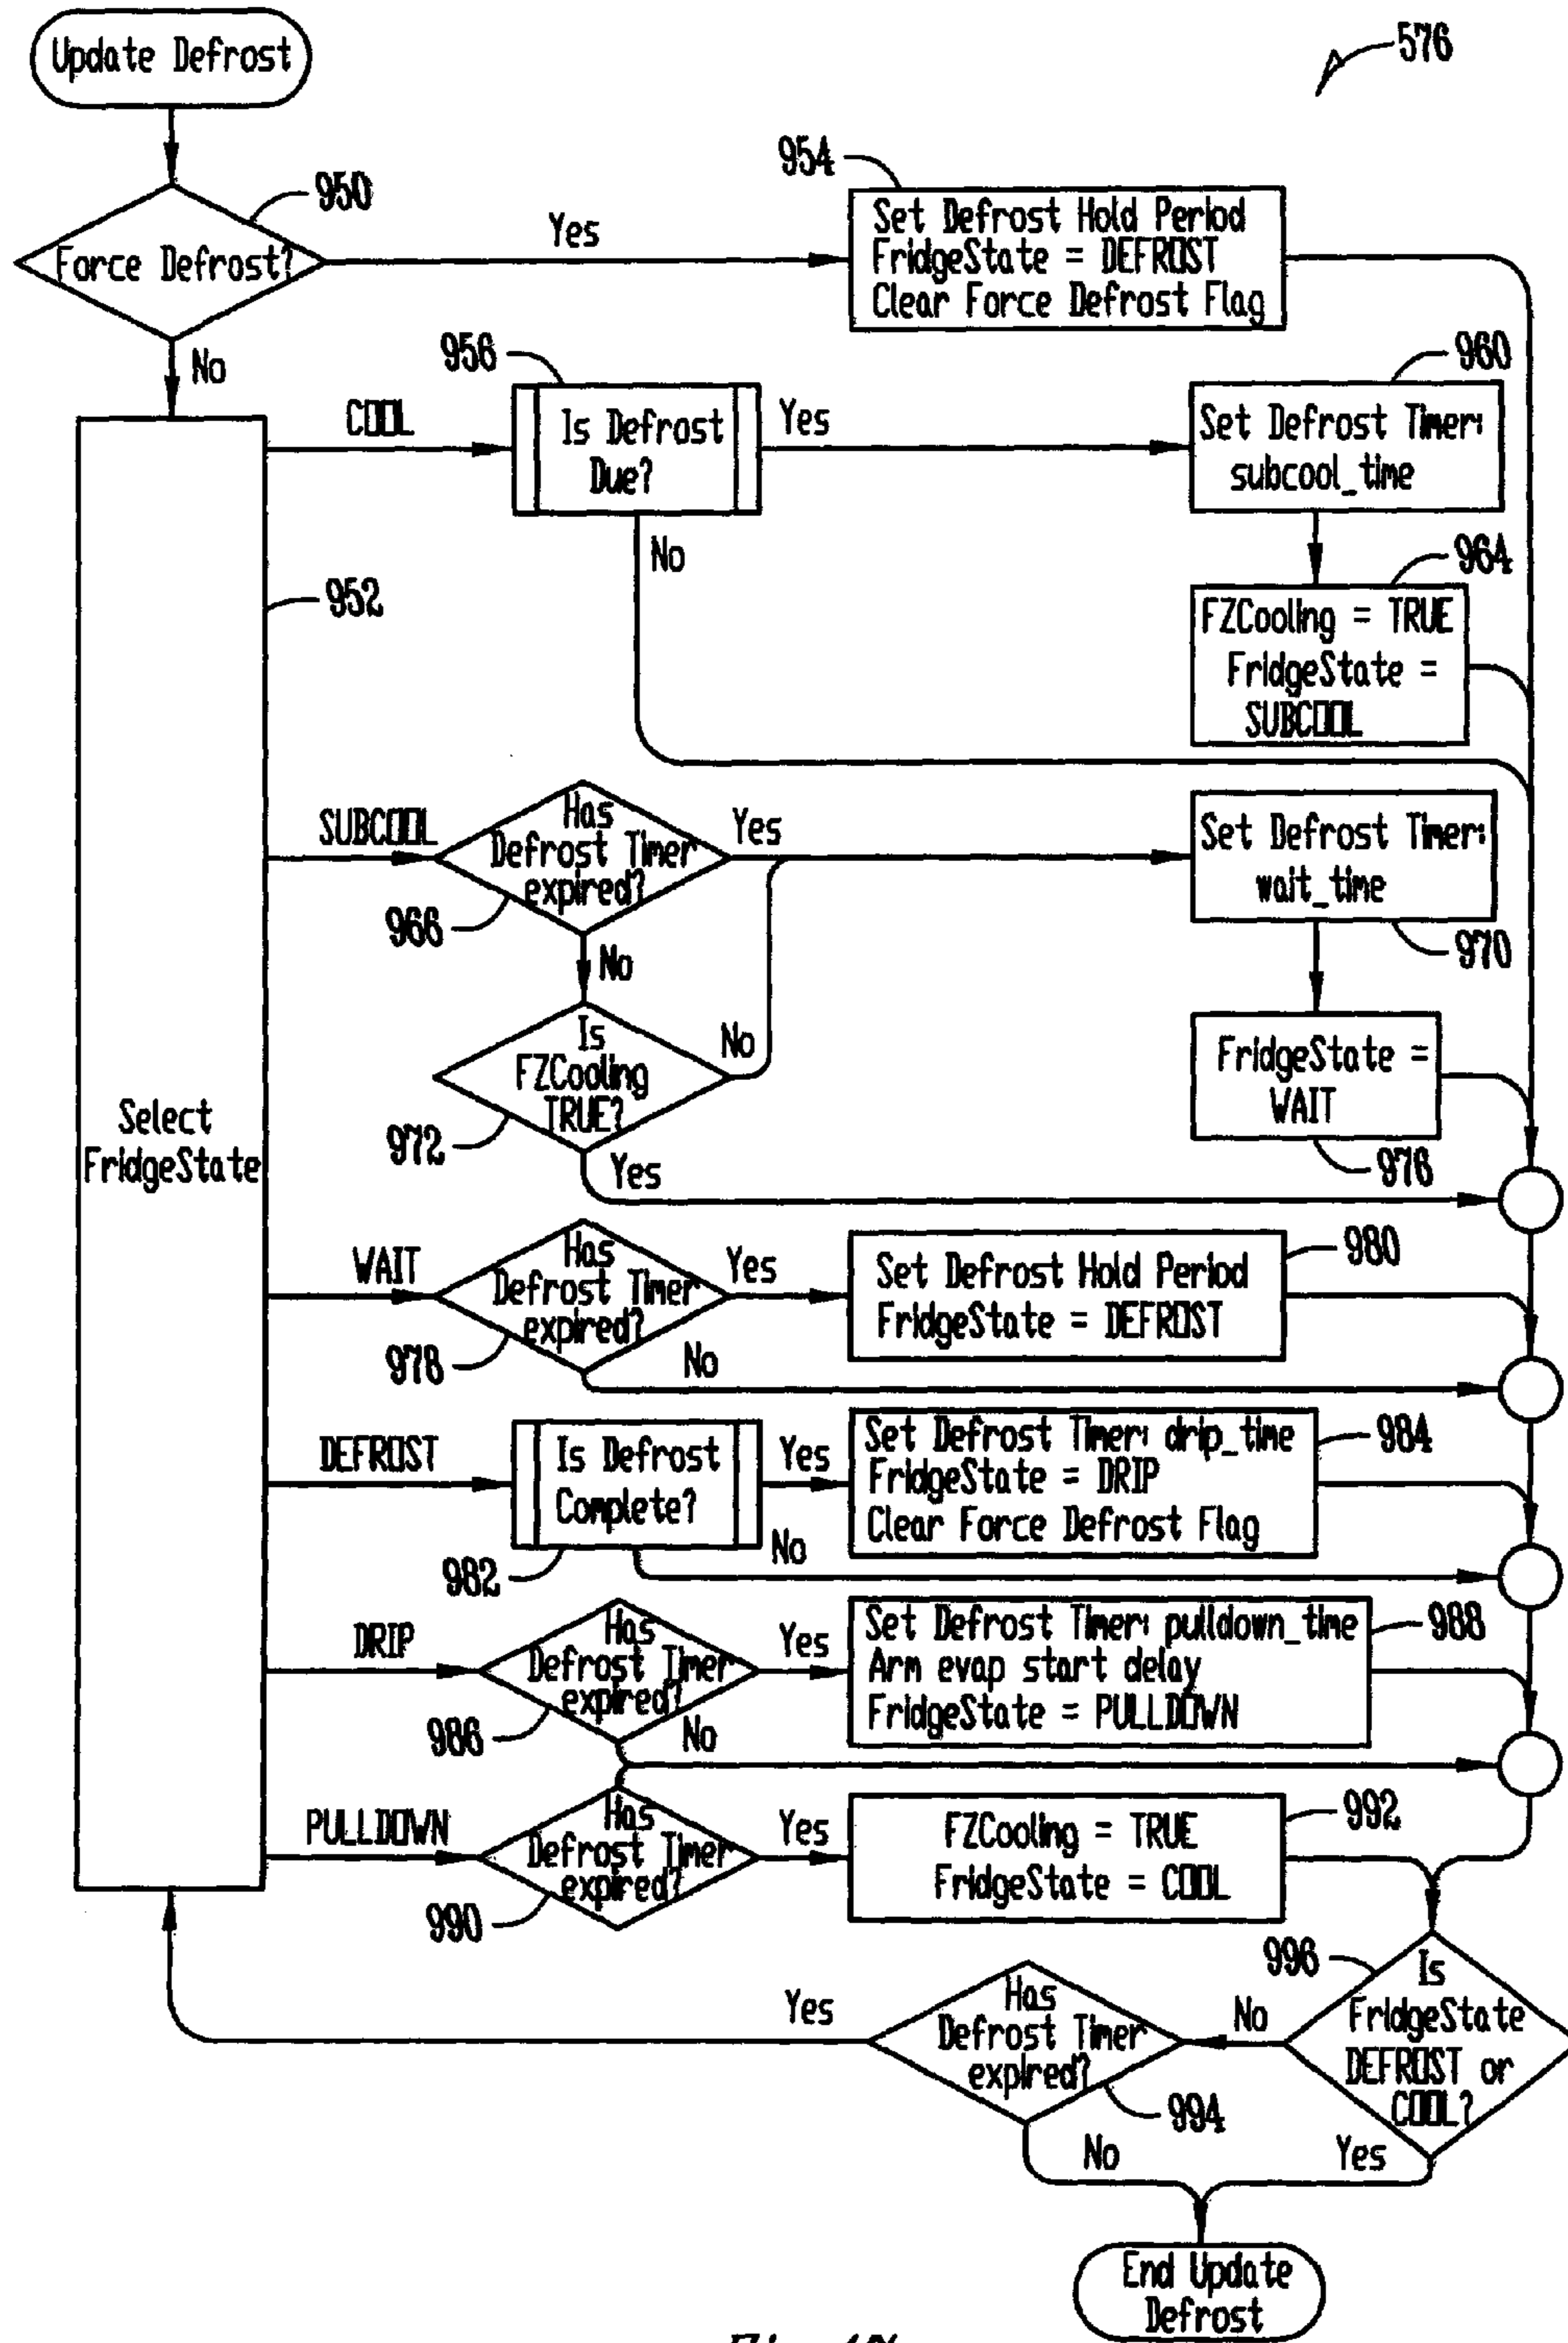 Update Defrost
576
950
Force Defrost?
Yes
No
954
Set Defrost Hold Period
FridgeState = DEFROST
Clear Force Defrost Flag
952
Select
FridgeState
COOL
956
Is Defrost
Due?
Yes
No
960
Set Defrost Timer:
subcool_time
964
FZCooling = TRUE
FridgeState =
SUBCOOL
SUBCOOL
Has
Defrost Timer
expired?
966
Yes
No
Set Defrost Timer:
wait_time
970
Is
FZCooling
TRUE?
972
No
Yes
FridgeState =
WAIT
976
WAIT
Has
Defrost Timer
expired?
978
Yes
No
Set Defrost Hold Period
FridgeState = DEFROST
980
DEFROST
Is Defrost
Complete?
982
Yes
No
Set Defrost Timer: drip_time
FridgeState = DRIP
Clear Force Defrost Flag
984
DRIP
Has
Defrost Timer
expired?
986
Yes
No
Set Defrost Timer: pulldown_time
Arm evap start delay
FridgeState = PULLDOWN
988
PULLDOWN
Has
Defrost Timer
expired?
990
Yes
FZCooling = TRUE
FridgeState = COOL
992
996
Is
FridgeState
DEFROST or
COOL?
No
Yes
Has
Defrost Timer
expired?
994
Yes
No
End Update
Defrost